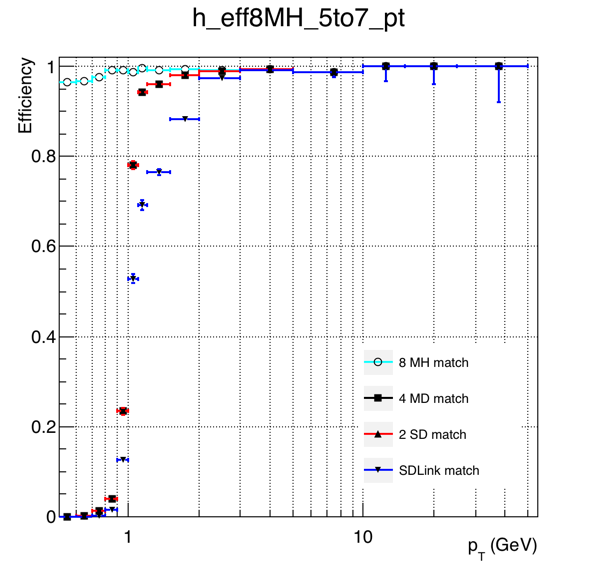 h_eff8MH_5to7_pt
Efficiency
1
0.8
0.6
0.4
0.2
0
8 MH match
4 MD match
2 SD match
SDLink match
1
10
pT (GeV)